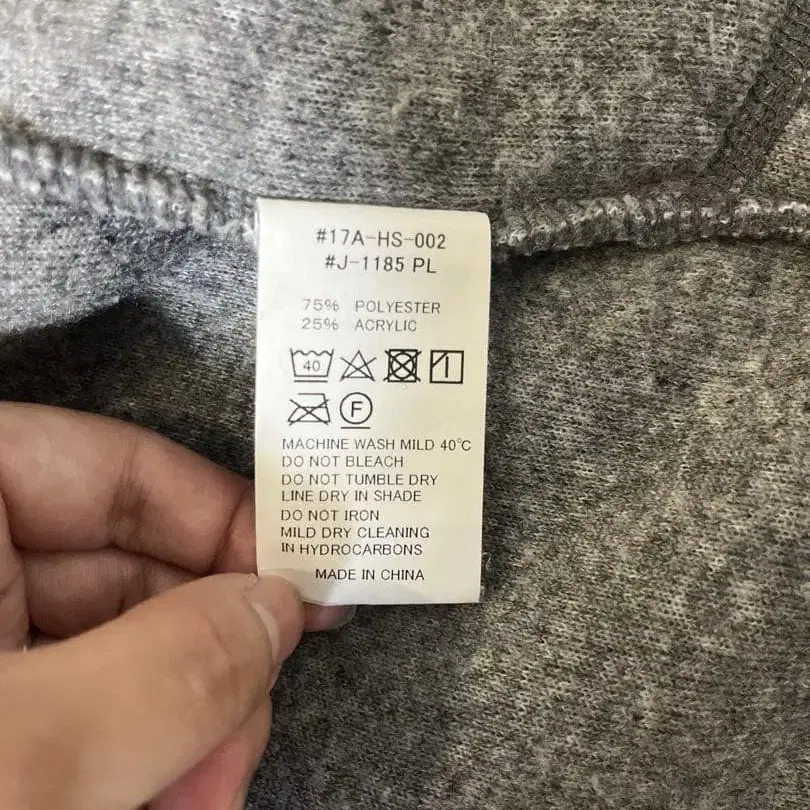 #17A-HS-002
#J-1185 PL
75% POLYESTER
25% ACRYLIC
40
F
MACHINE WASH MILD 40℃
DO NOT BLEACH
DO NOT TUMBLE DRY
LINE DRY IN SHADE
DO NOT IRON
MILD DRY CLEANING
IN HYDROCARBONS
MADE IN CHINA